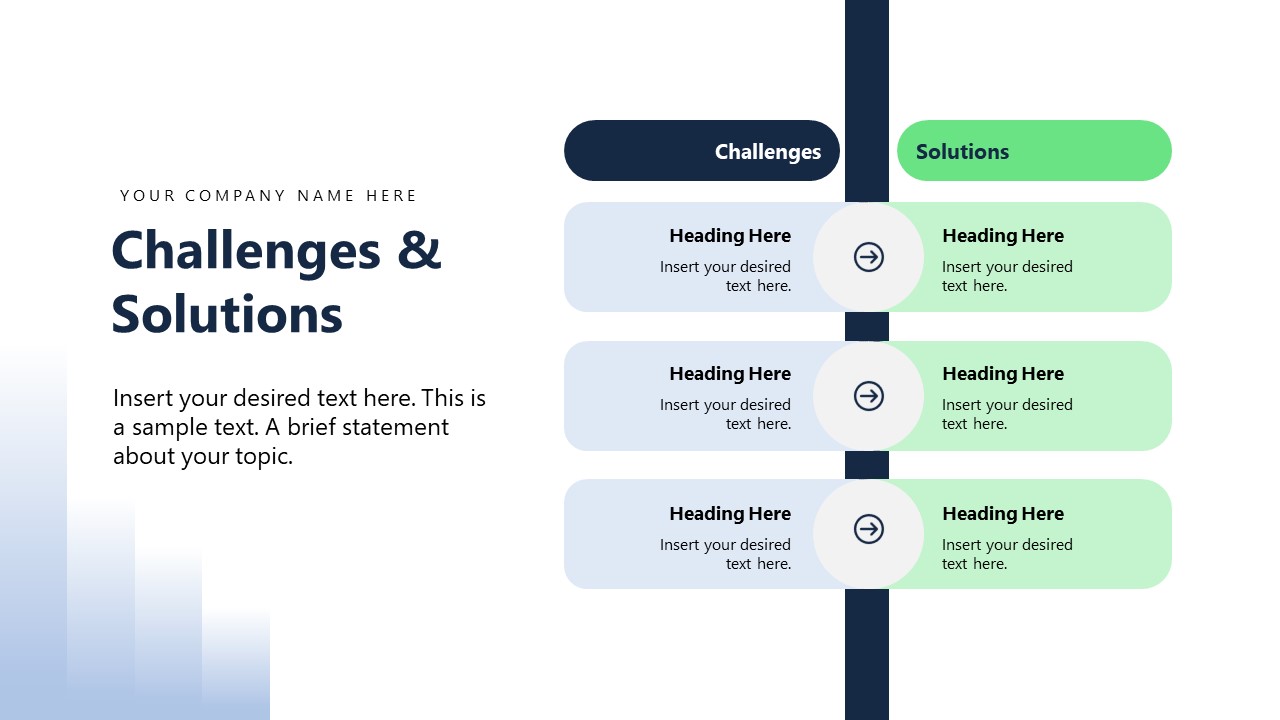 YOUR COMPANY NAME HERE
Challenges &
Solutions
Insert your desired text here. This is
a sample text. A brief statement
about your topic.
Challenges
Solutions
Heading Here
Insert your desired
text here.
Heading Here
Insert your desired
text here.
Heading Here
Insert your desired
text here.
Heading Here
Insert your desired
text here.
Heading Here
Insert your desired
text here.
Heading Here
Insert your desired
text here.